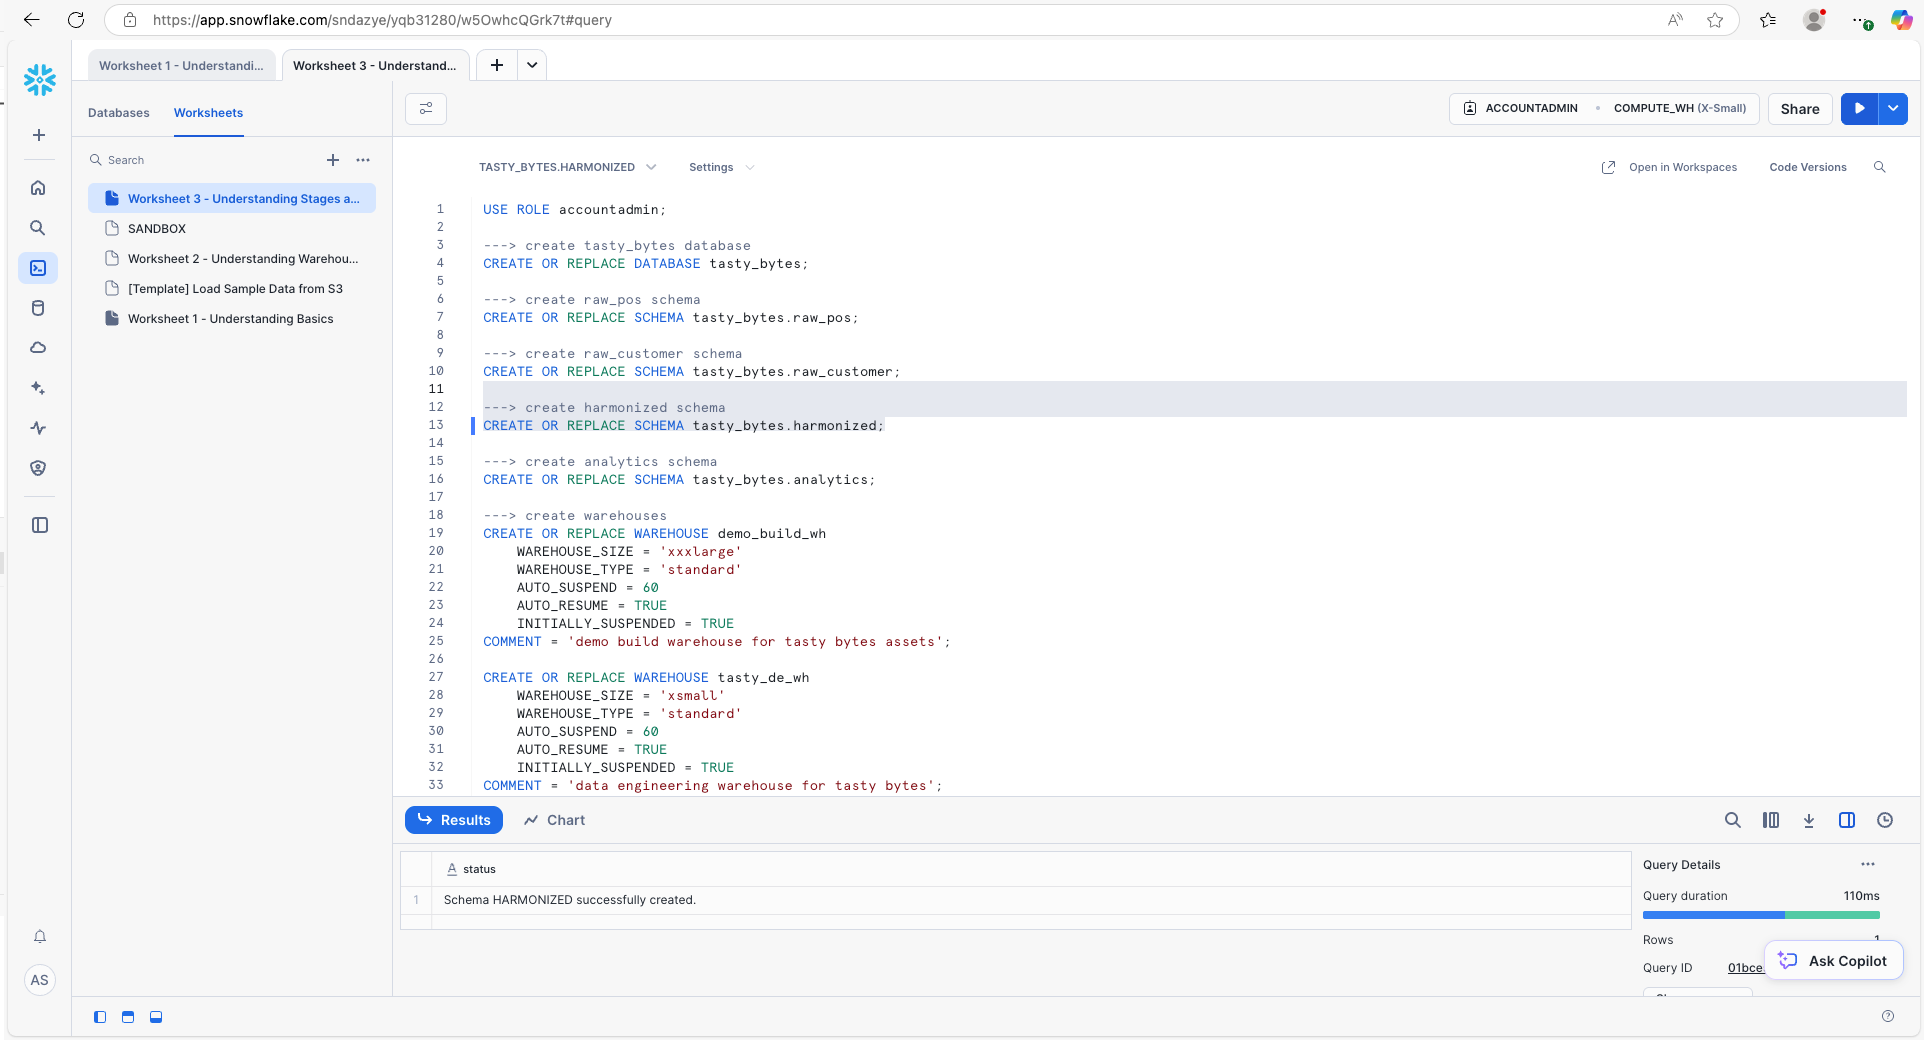 https://app.snowflake.com/sndazye/yqb31280/w5OwhcQGrk7t#query
Worksheet 1 - Understandi...
Worksheet 3 - Understand...
Databases
Worksheets
ACCOUNTADMIN
COMPUTE_WH (X-Small)
Share
Search
Worksheet 3 - Understanding Stages a...
SANDBOX
Worksheet 2 - Understanding Warehou...
[Template] Load Sample Data from S3
Worksheet 1 - Understanding Basics
TASTY_BYTES.HARMONIZED
Settings
Open in Workspaces
Code Versions
1 USE ROLE accountadmin;
2
3 ---> create tasty_bytes database
4 CREATE OR REPLACE DATABASE tasty_bytes;
5
6 ---> create raw_pos schema
7 CREATE OR REPLACE SCHEMA tasty_bytes.raw_pos;
8
9 ---> create raw_customer schema
10 CREATE OR REPLACE SCHEMA tasty_bytes.raw_customer;
11
12 ---> create harmonized schema
13 CREATE OR REPLACE SCHEMA tasty_bytes.harmonized;
14
15 ---> create analytics schema
16 CREATE OR REPLACE SCHEMA tasty_bytes.analytics;
17
18 ---> create warehouses
19 CREATE OR REPLACE WAREHOUSE demo_build_wh
20 WAREHOUSE_SIZE = 'xxxlarge'
21 WAREHOUSE_TYPE = 'standard'
22 AUTO_SUSPEND = 60
23 AUTO_RESUME = TRUE
24 INITIALLY_SUSPENDED = TRUE
25 COMMENT = 'demo build warehouse for tasty bytes assets';
26
27 CREATE OR REPLACE WAREHOUSE tasty_de_wh
28 WAREHOUSE_SIZE = 'xsmall'
29 WAREHOUSE_TYPE = 'standard'
30 AUTO_SUSPEND = 60
31 AUTO_RESUME = TRUE
32 INITIALLY_SUSPENDED = TRUE
33 COMMENT = 'data engineering warehouse for tasty bytes';
Results
Chart
A status
1 Schema HARMONIZED successfully created.
Query Details
Query duration 110ms
Rows 1
Query ID 01bce
Ask Copilot
AS